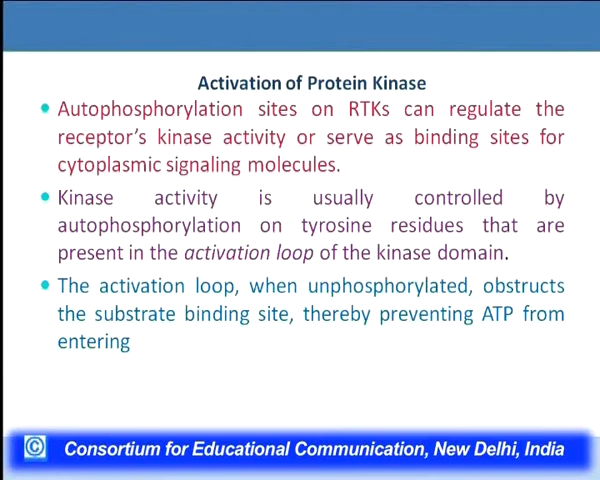 Activation of Protein Kinase
Autophosphorylation sites on RTKs can regulate the
receptor's kinase activity or serve as binding sites for
cytoplasmic signaling molecules.
Kinase activity is usually controlled by
autophosphorylation on tyrosine residues that are
present in the activation loop of the kinase domain.
The activation loop, when unphosphorylated, obstructs
the substrate binding site, thereby preventing ATP from
entering
© Consortium for Educational Communication, New Delhi, India